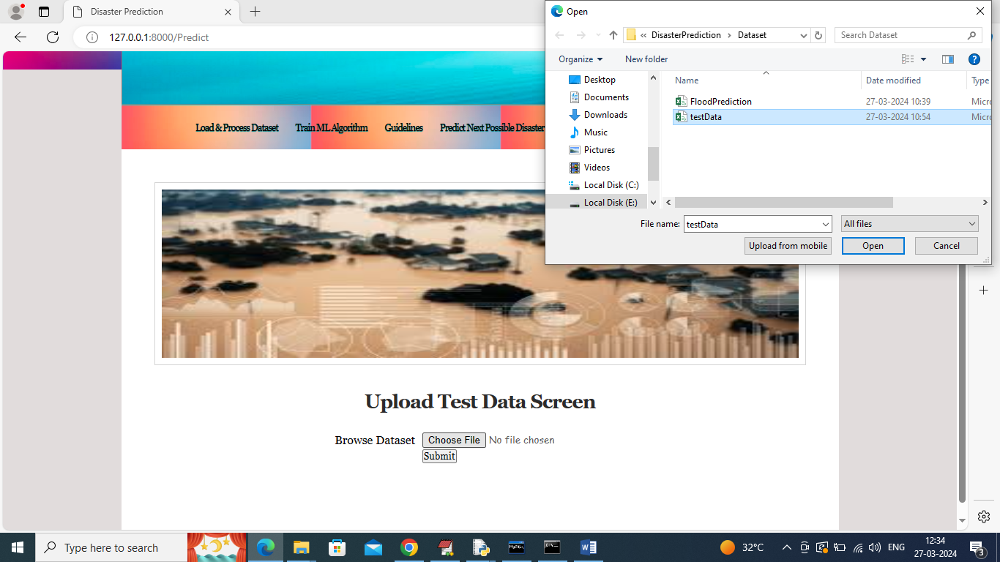 Disaster Prediction
127.0.0.1:8000/Predict
Load & Process Dataset Train ML Algorithm Guidelines Predict Next Possible Disaster
Upload Test Data Screen
Browse Dataset Choose File No file chosen
Submit
Open
« DisasterPrediction > Dataset
Search Dataset
Organize New folder
Name Date modified Type
Desktop
Documents
Downloads
Music
Pictures
Videos
Local Disk (C:)
Local Disk (E:)
FloodPrediction 27-03-2024 10:39 Micro
testData 27-03-2024 10:54 Micro
File name: testData All files
Upload from mobile Open Cancel
Type here to search
32°C ENG 12:34
27-03-2024
3